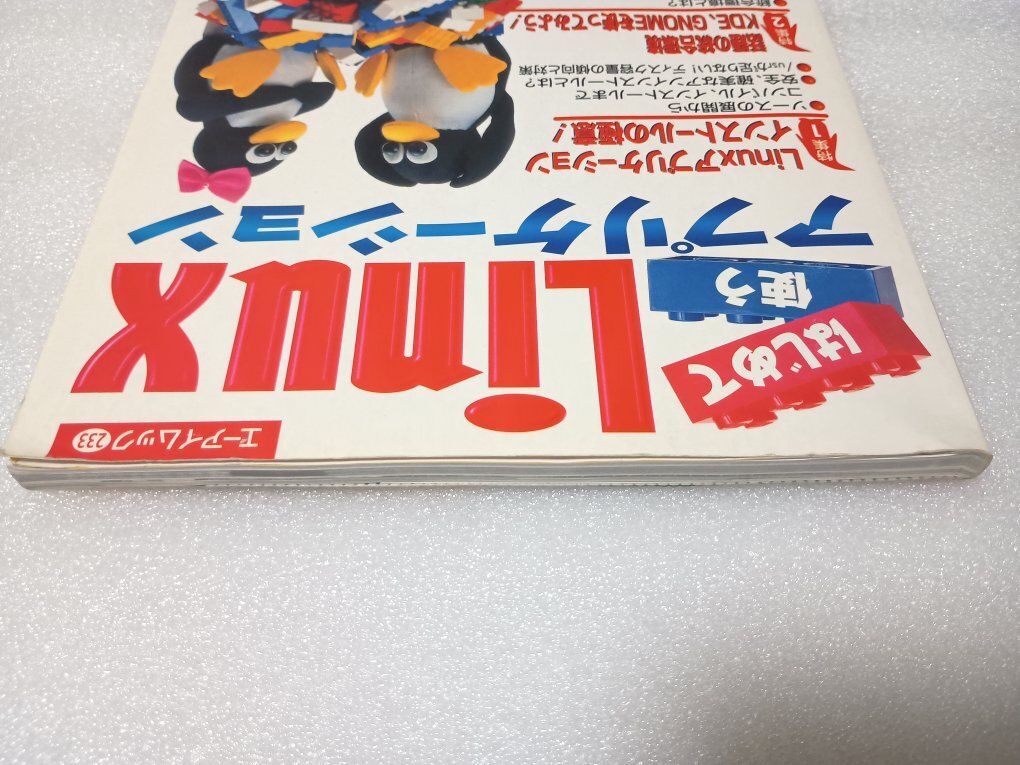 エーアイムック233
はじめて
使う
Linux
アプリケーション
特集1
Linuxアプリケーション
インストールの極意!
●ソースの展開から
コンパイル、インストールまで
●安全、確実なアンインストールとは?
●/usrが足りない!ディスク容量の傾向と対策
特集2
話題の統合環境
KDE、GNOMEを使ってみよう!
●統合環境とは?